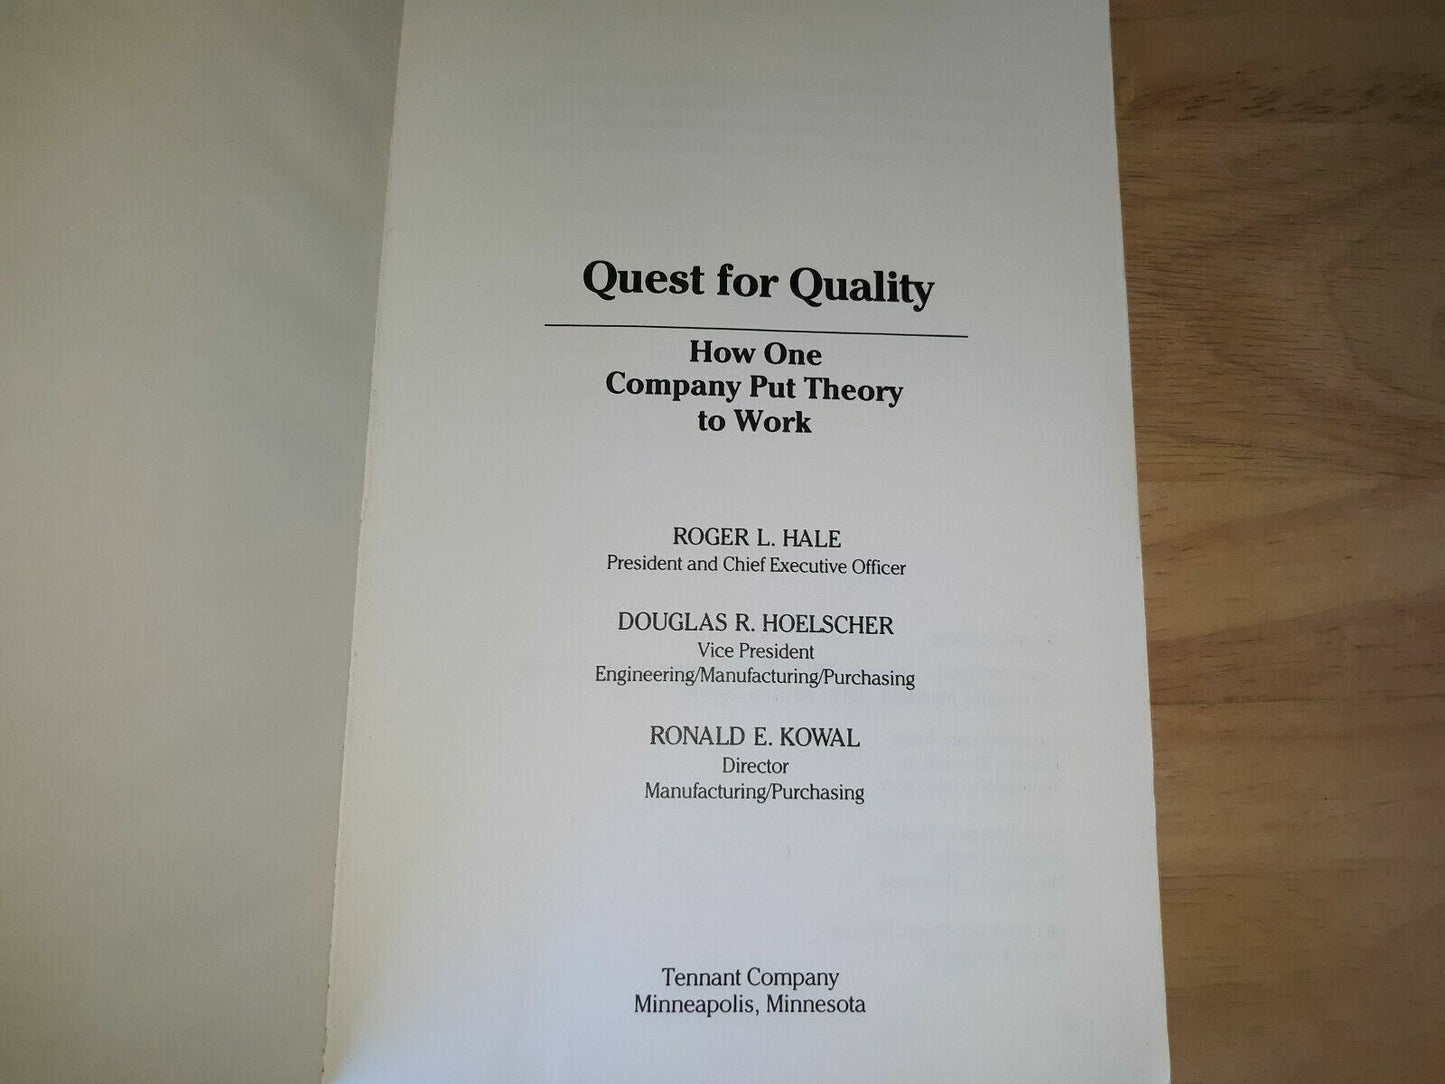 Quest for Quality
How One
Company Put Theory
to Work
ROGER L. HALE
President and Chief Executive Officer
DOUGLAS R. HOELSCHER
Vice President
Engineering/Manufacturing/Purchasing
RONALD E. KOWAL
Director
Manufacturing/Purchasing
Tennant Company
Minneapolis, Minnesota